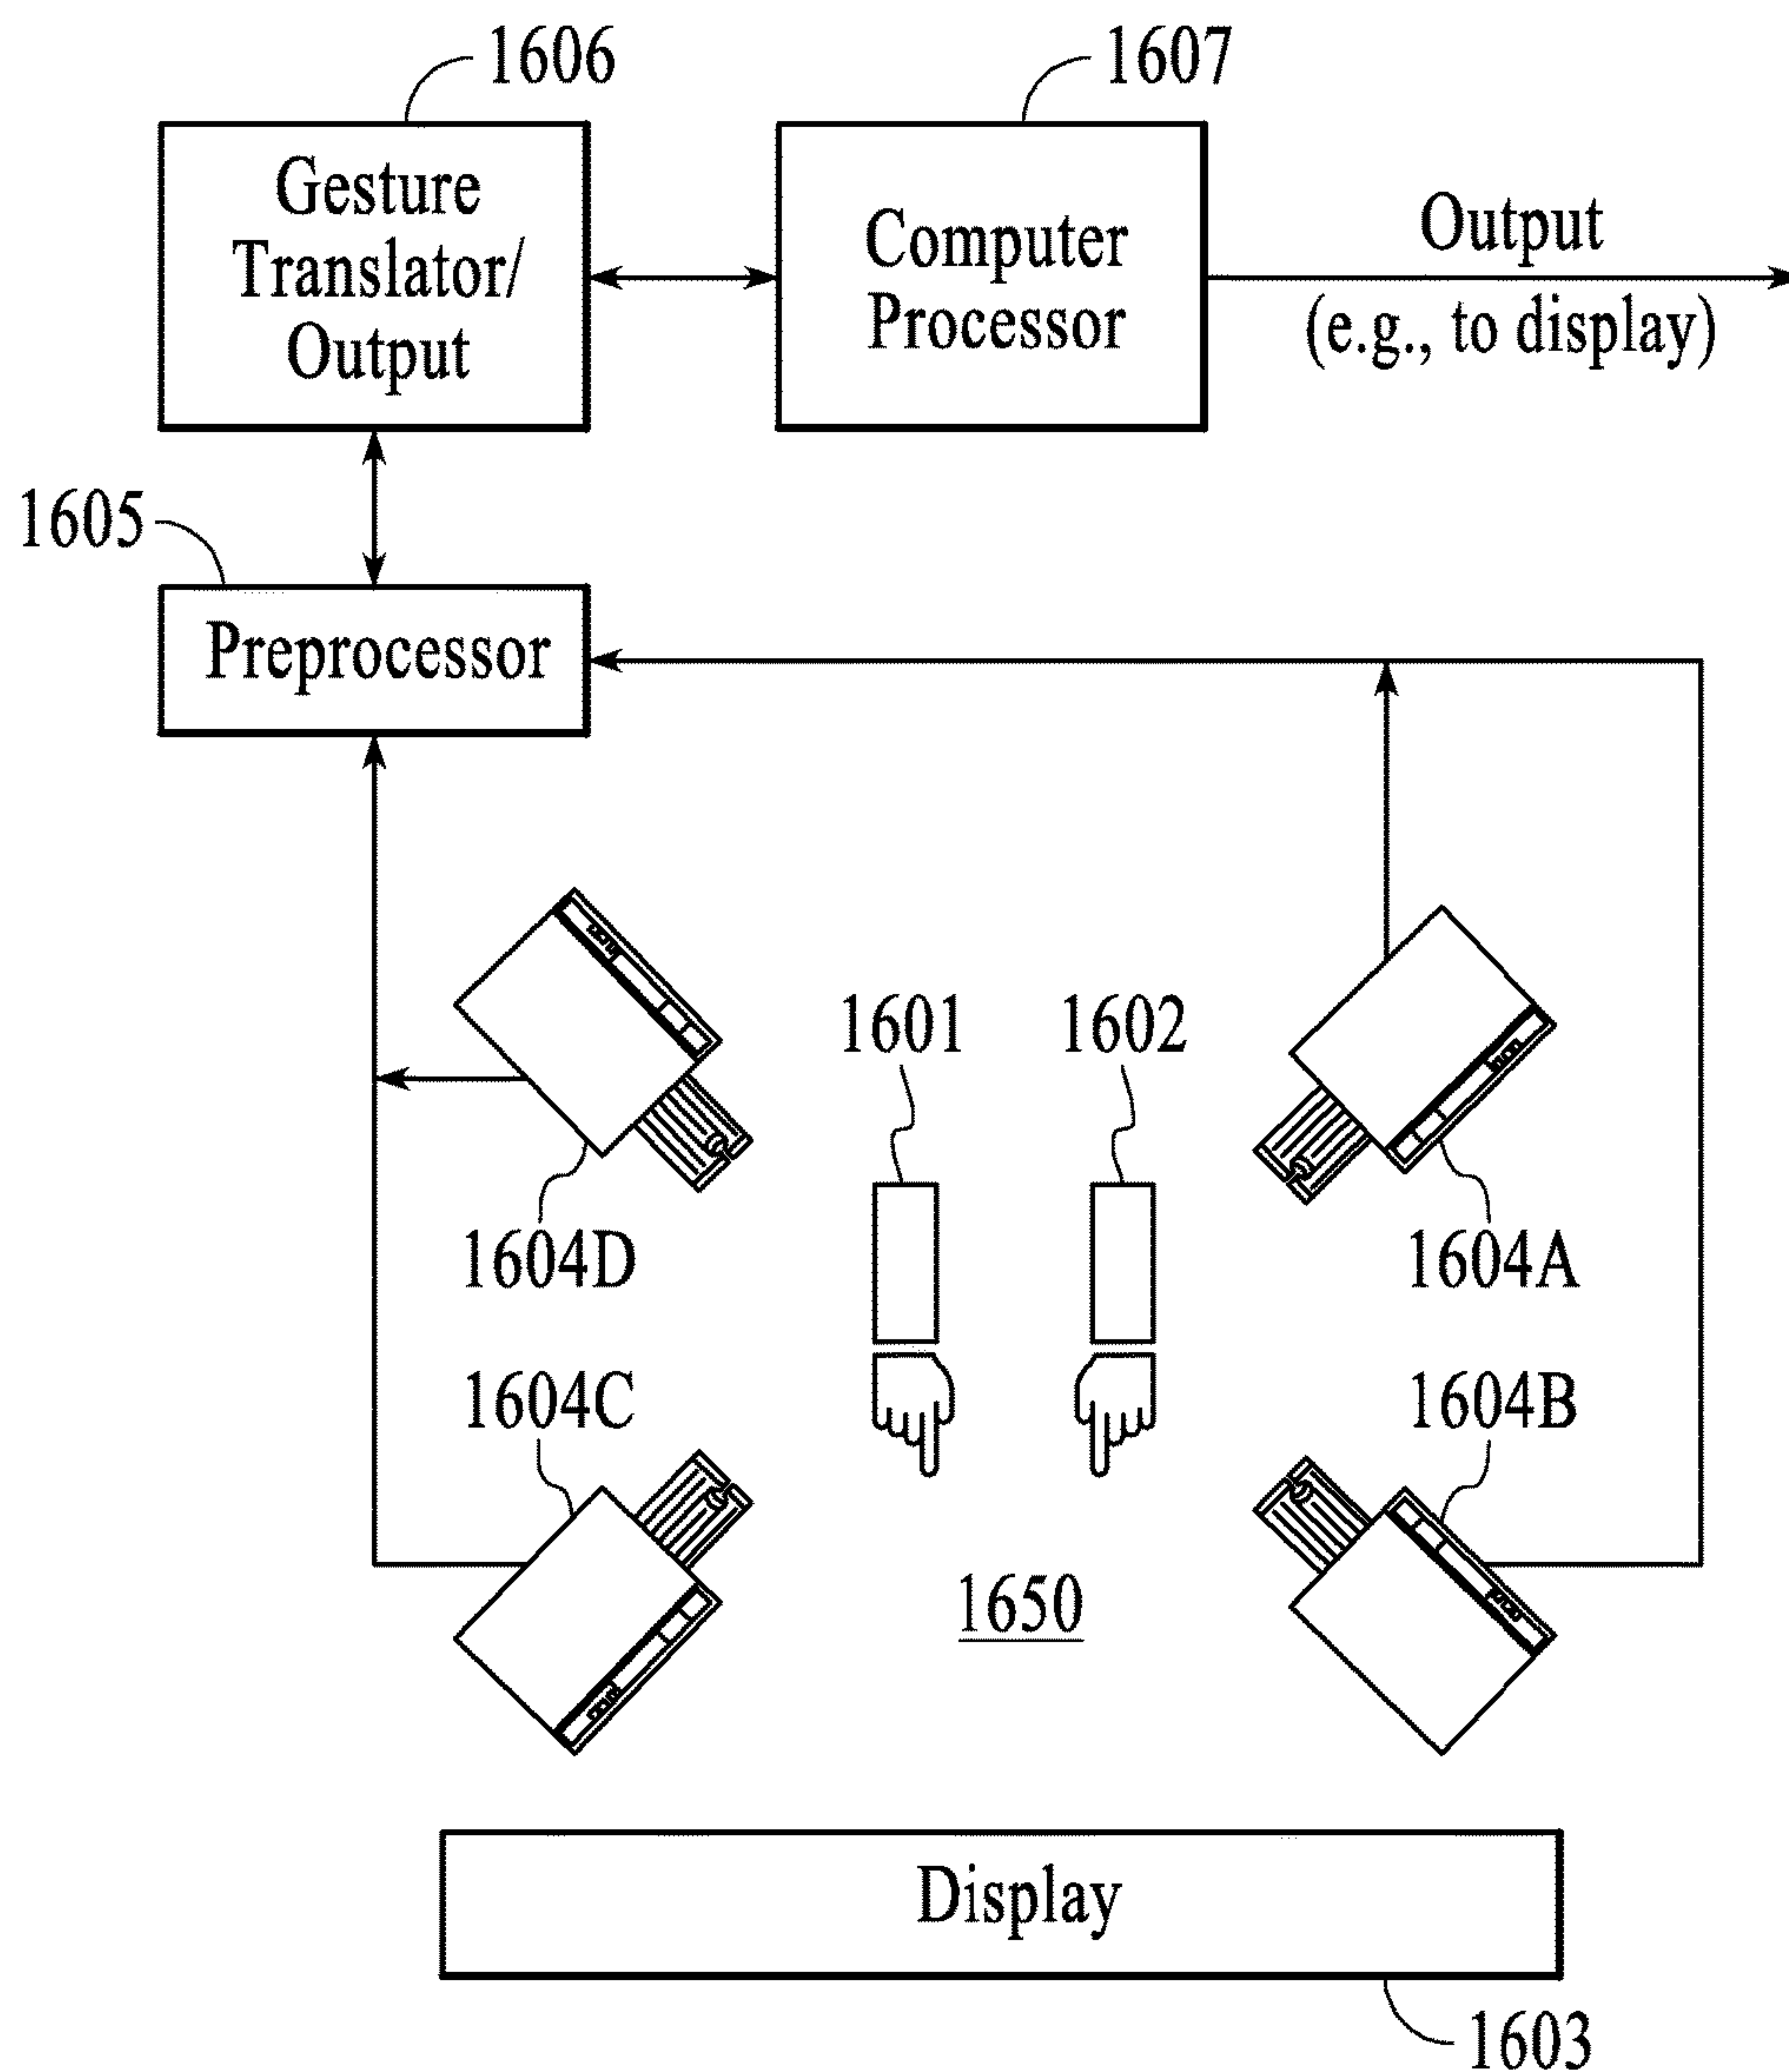 1606
1607
Gesture
Translator/
Output
Computer
Processor
Output
(e.g., to display)
1605
Preprocessor
1601
1602
1604D
1604A
1604C
1604B
1650
Display
1603